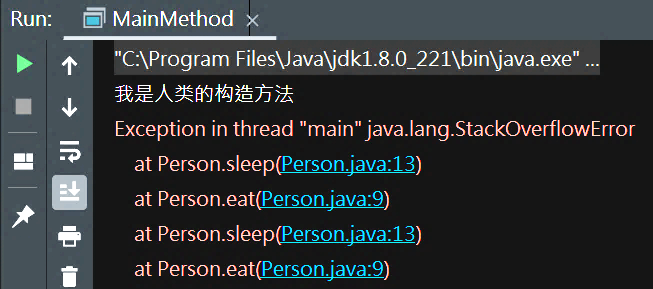 Run: MainMethod ×
"C:\Program Files\Java\jdk1.8.0_221\bin\java.exe" ...
我是人类的构造方法
Exception in thread "main" java.lang.StackOverflowError
at Person.sleep(Person.java:13)
at Person.eat(Person.java:9)
at Person.sleep(Person.java:13)
at Person.eat(Person.java:9)